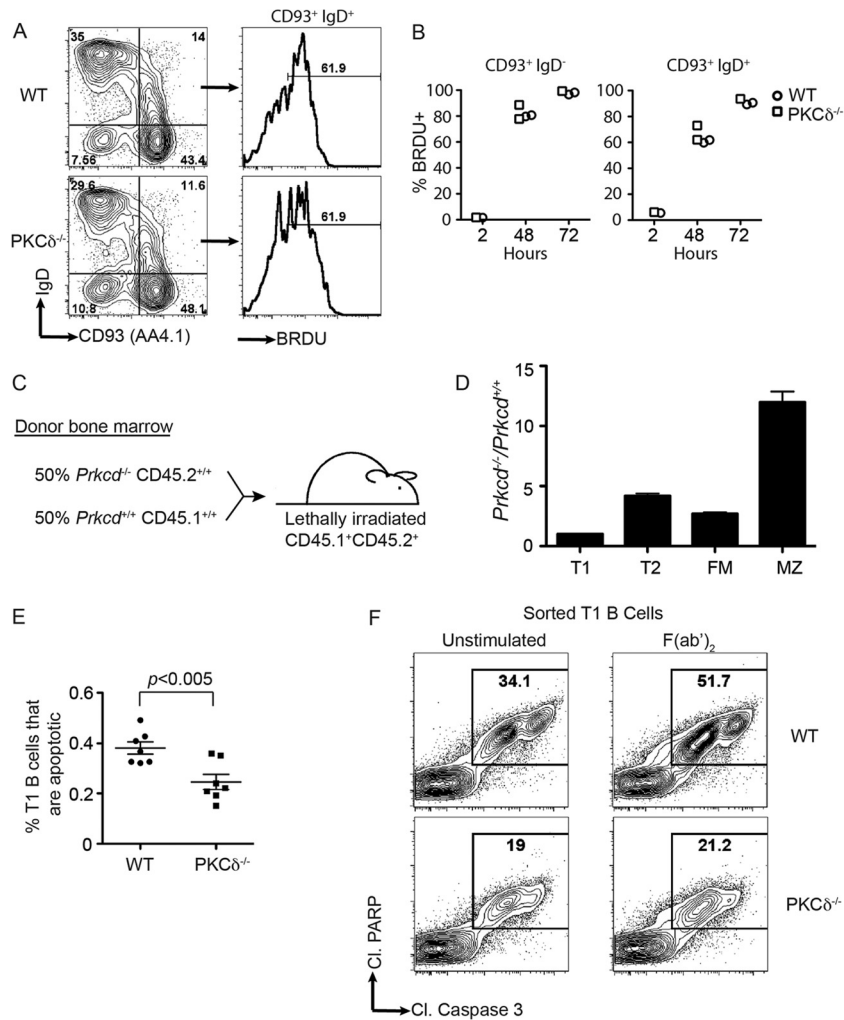 A
CD93⁺ IgD⁺
35
14
7.56
43.4
WT
61.9
29.6
11.6
10.8
48.1
PKCδ⁻/⁻
61.9
IgD
CD93 (AA4.1)
BRDU
B
CD93⁺ IgD⁻
CD93⁺ IgD⁺
WT
PKCδ⁻/⁻
% BRDU+
100
80
60
40
20
0
100
80
60
40
20
0
2
48
72
2
48
72
Hours
Hours
C
Donor bone marrow
50% Prkcd⁻/⁻ CD45.2⁺/⁺
50% Prkcd⁺/⁺ CD45.1⁺/⁺
Lethally irradiated
CD45.1⁺CD45.2⁺
D
Prkcd⁻/⁻/Prkcd⁺/⁺
15
10
5
0
T1
T2
FM
MZ
E
p<0.005
% T1 B cells that
are apoptotic
0.6
0.4
0.2
0
WT
PKCδ⁻/⁻
F
Sorted T1 B Cells
Unstimulated
F(ab')₂
34.1
51.7
WT
19
21.2
PKCδ⁻/⁻
Cl. PARP
Cl. Caspase 3